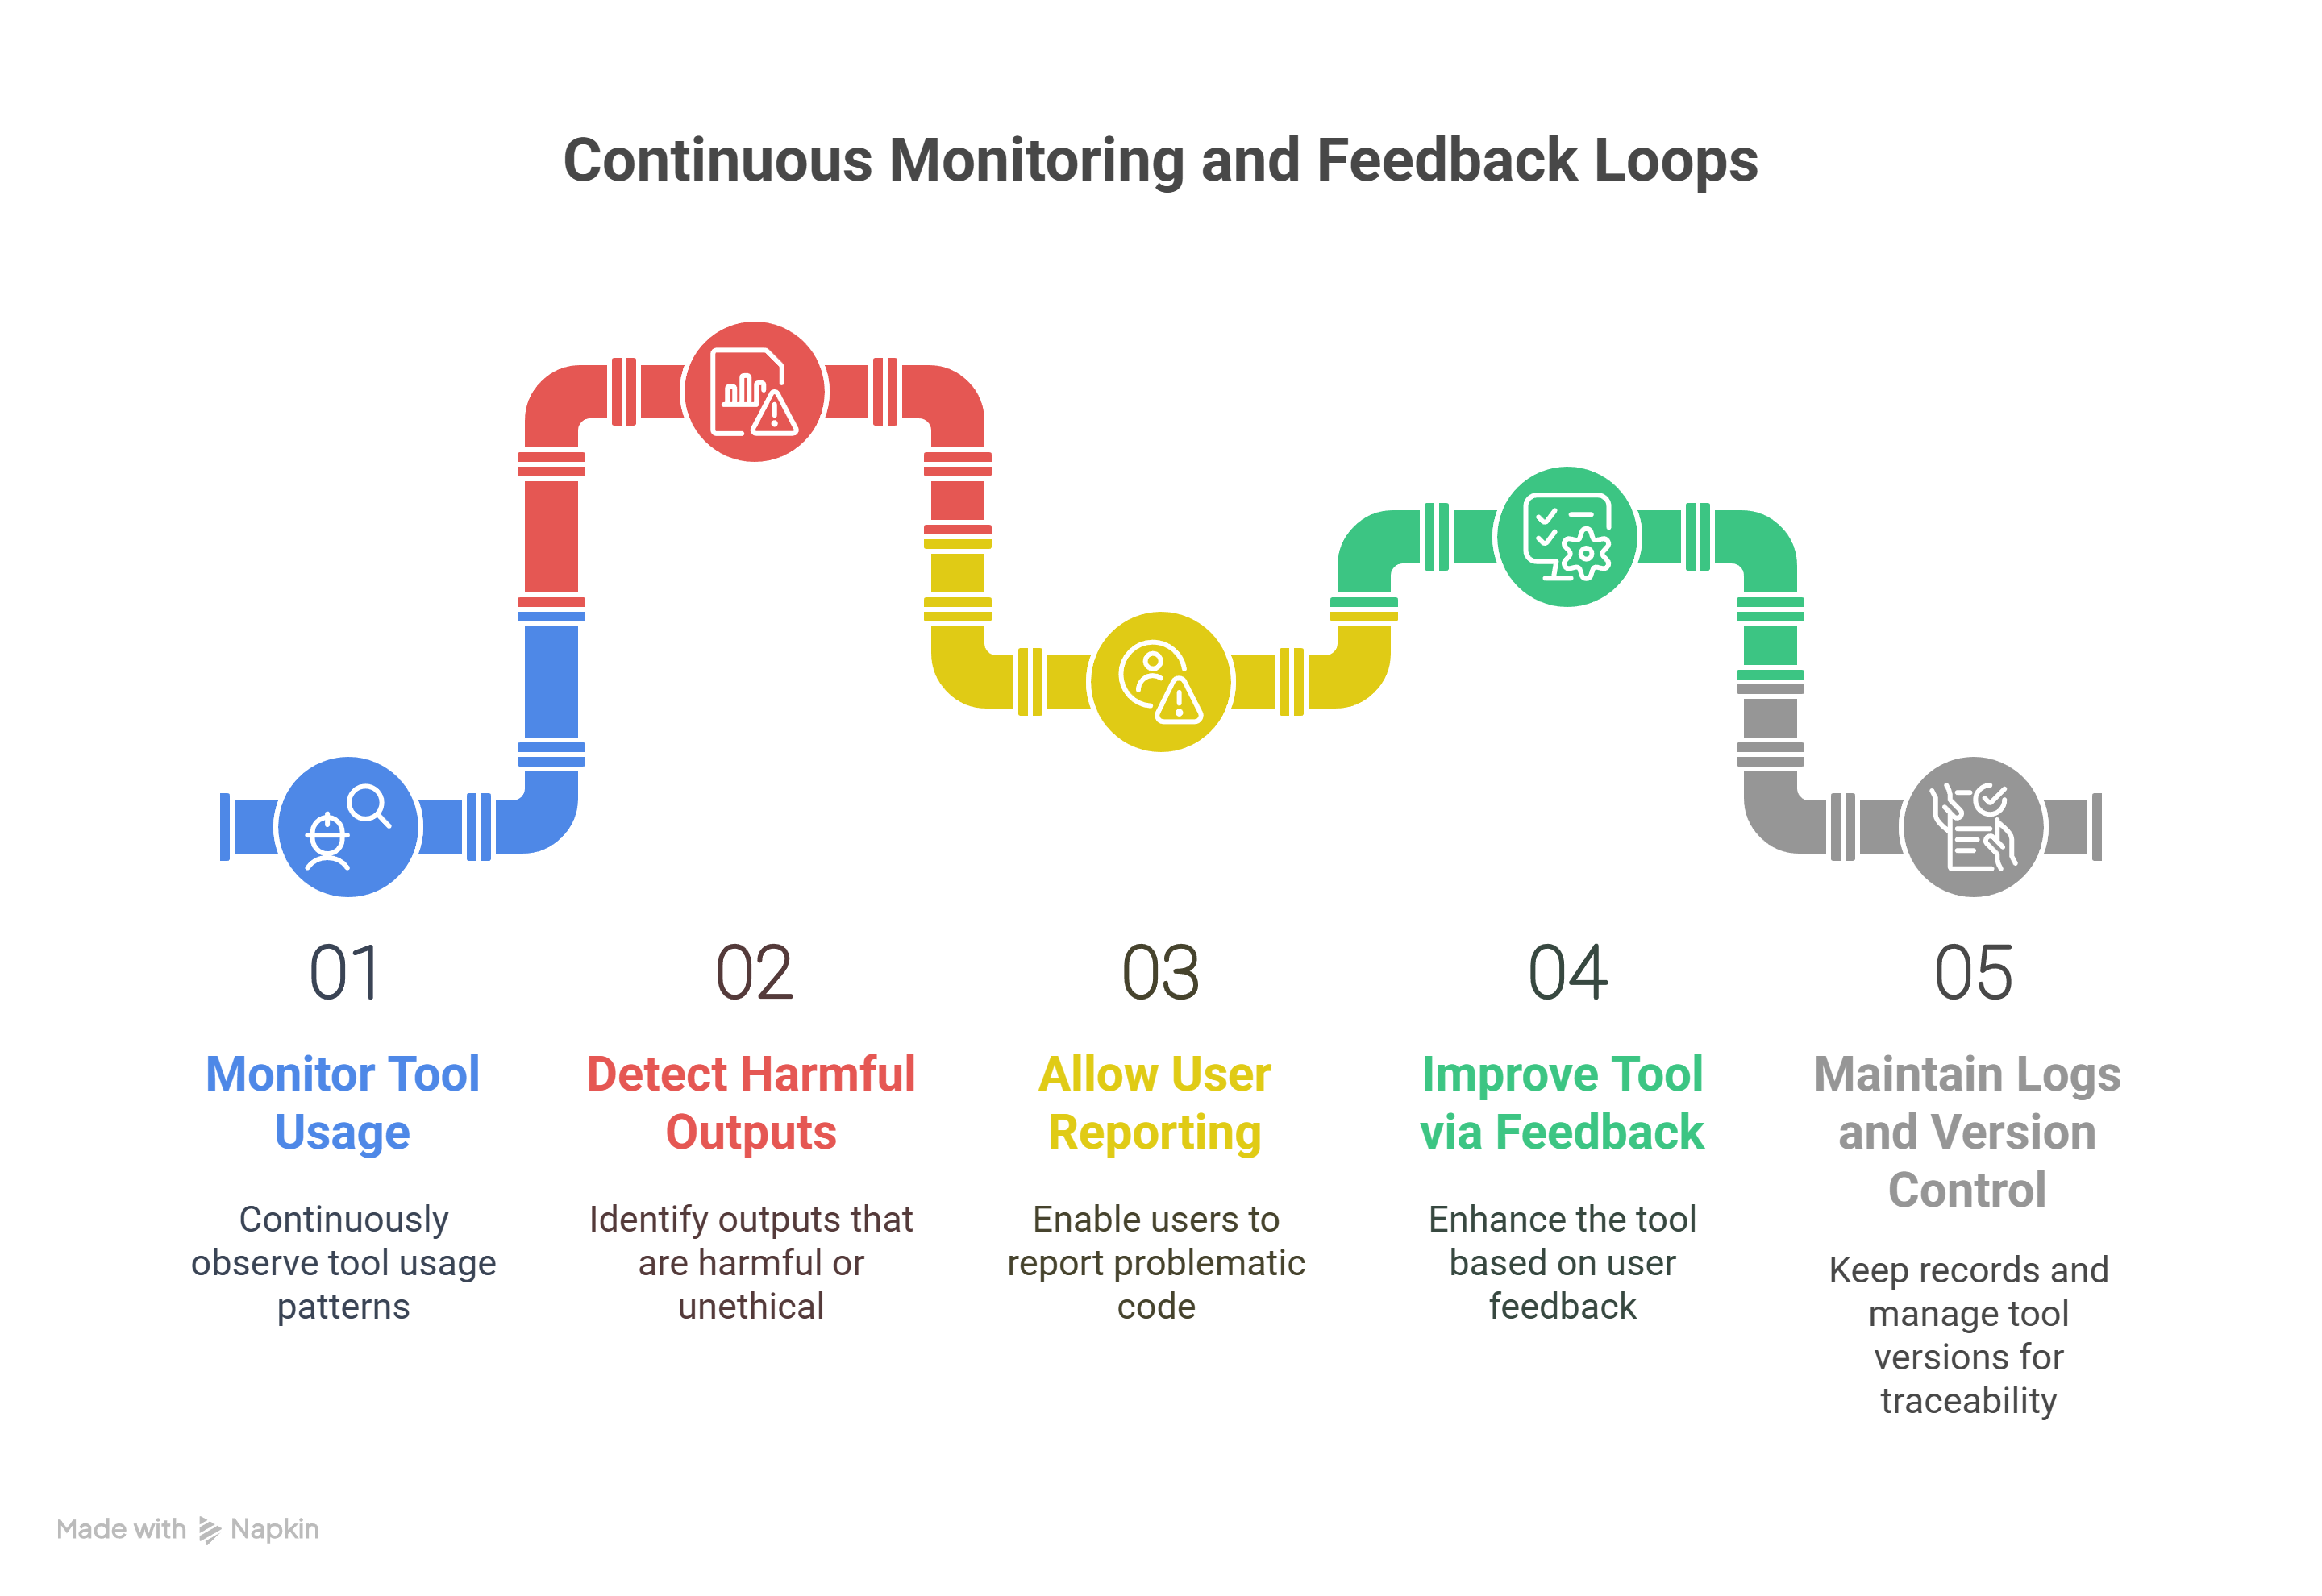 Continuous Monitoring and Feedback Loops
01
Monitor Tool
Usage
Continuously
observe tool usage
patterns
02
Detect Harmful
Outputs
Identify outputs that
are harmful or
unethical
03
Allow User
Reporting
Enable users to
report problematic
code
04
Improve Tool
via Feedback
Enhance the tool
based on user
feedback
05
Maintain Logs
and Version
Control
Keep records and
manage tool
versions for
traceability
Made with Napkin